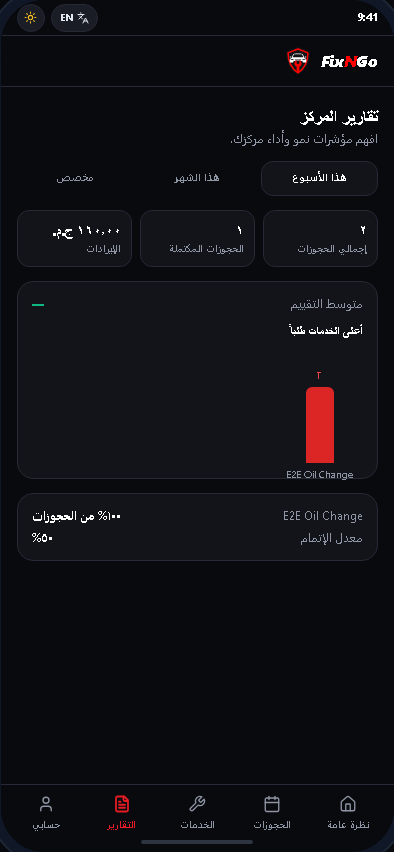 EN
9:41
FixNGo
تقارير المركز
افهم مؤشرات نمو وأداء مركزك.
هذا الأسبوع
هذا الشهر
مخصص
٢
إجمالي الحجوزات
١
الحجوزات المكتملة
١٦٠٫٠٠ ج.م.
الإيرادات
متوسط التقييم
—
أعلى الخدمات طلباً
٢
E2E Oil Change
E2E Oil Change
١٠٠% من الحجوزات
معدل الإتمام
٥٠%
نظرة عامة
الحجوزات
الخدمات
التقارير
حسابي